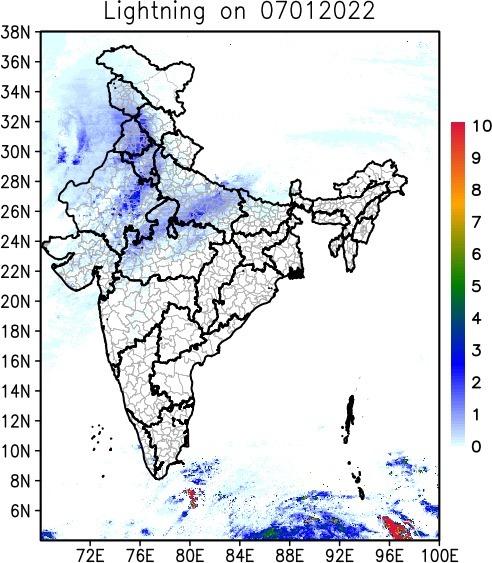 Lightning on 07012022
38N
36N
34N
32N
30N
28N
26N
24N
22N
20N
18N
16N
14N
12N
10N
8N
6N
72E 76E 80E 84E 88E 92E 96E 100E
10
9
8
7
6
5
4
3
2
1
0